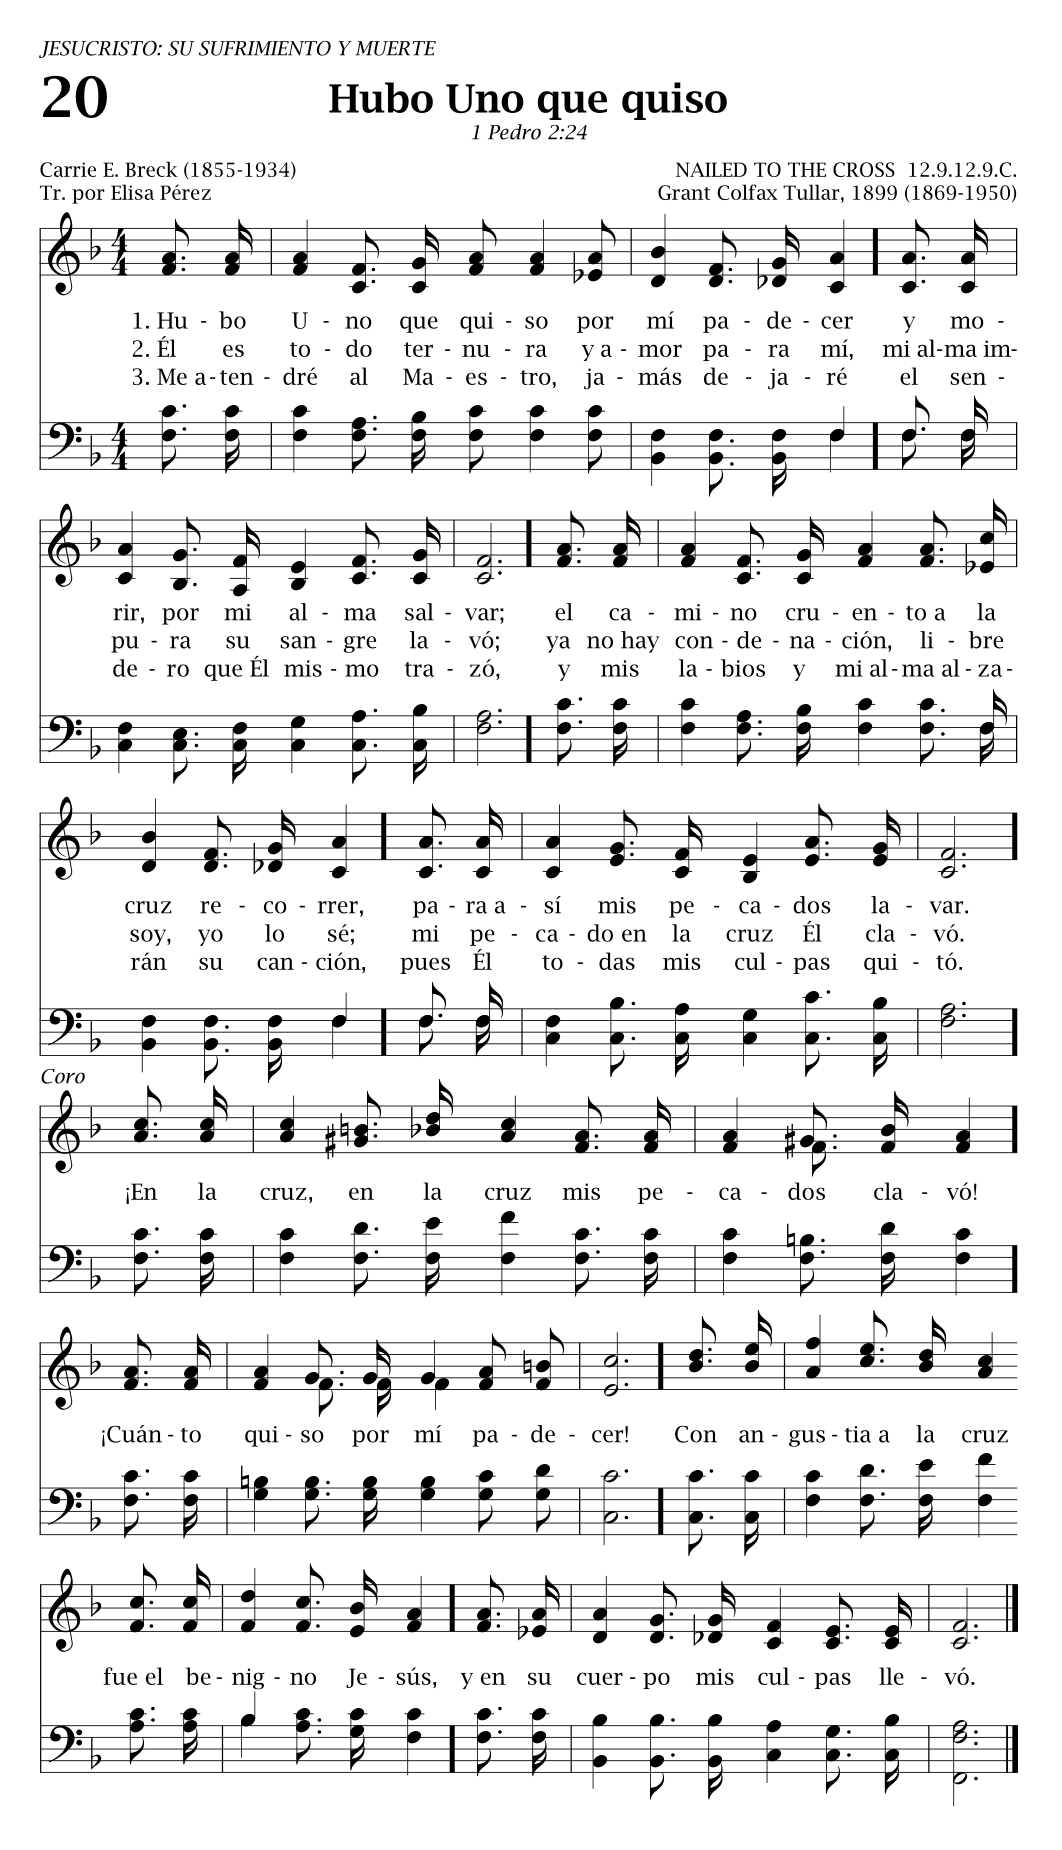 JESUCRISTO: SU SUFRIMIENTO Y MUERTE
20 Hubo Uno que quiso
1 Pedro 2:24
Carrie E. Breck (1855-1934) NAILED TO THE CROSS 12.9.12.9.C.
Tr. por Elisa Pérez Grant Colfax Tullar, 1899 (1869-1950)
1. Hu - bo U - no que qui - so por mí pa - de - cer y mo -
2. Él es to - do ter - nu - ra y a - mor pa - ra mí, mi al-ma im-
3. Me a - ten - dré al Ma - es - tro, ja - más de - ja - ré el sen -
rir, por mi al - ma sal - var; el ca - mi - no cru - en - to a la
pu - ra su san - gre la - vó; ya no hay con - de - na - ción, li - bre
de - ro que Él mis - mo tra - zó, y mis la - bios y mi al - ma al - za -
cruz re - co - rrer, pa - ra a - sí mis pe - ca - dos la - var.
soy, yo lo sé; mi pe - ca - do en la cruz Él cla - vó.
rán su can - ción, pues Él to - das mis cul - pas qui - tó.
Coro
¡En la cruz, en la cruz mis pe - ca - dos cla - vó!
¡Cuán - to qui - so por mí pa - de - cer! Con an - gus - tia a la cruz
fue el be - nig - no Je - sús, y en su cuer - po mis cul - pas lle - vó.